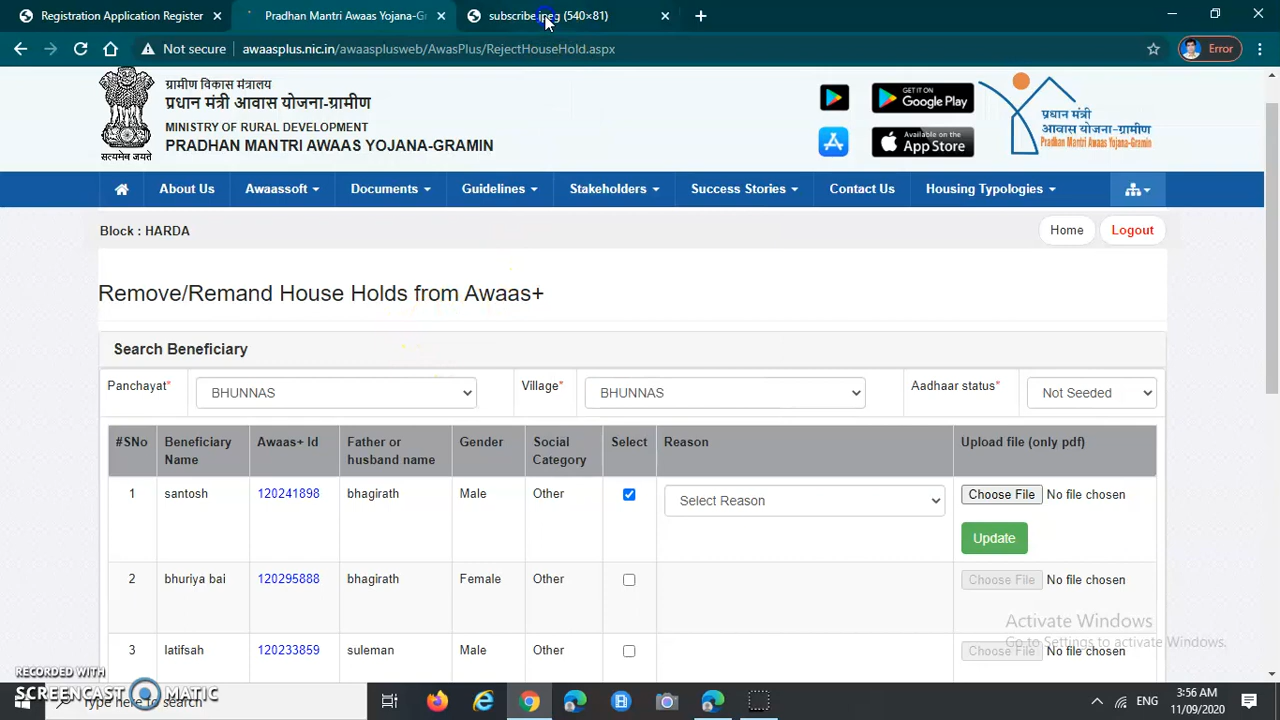 Registration Application Register
Pradhan Mantri Awaas Yojana-G
subscribe.jpeg (540×81)
Not secure
awaasplus.nic.in/awaasplusweb/AwasPlus/RejectHouseHold.aspx
Error
ग्रामीण विकास मंत्रालय
प्रधान मंत्री आवास योजना-ग्रामीण
MINISTRY OF RURAL DEVELOPMENT
PRADHAN MANTRI AWAAS YOJANA-GRAMIN
सत्यमेव जयते
GET IT ON
Google Play
Available on the
App Store
प्रधान मंत्री
आवास योजना-ग्रामीण
Pradhan Mantri Awaas Yojana-Gramin
About Us Awaassoft Documents Guidelines Stakeholders Success Stories Contact Us Housing Typologies
Block : HARDA
Home Logout
Remove/Remand House Holds from Awaas+
Search Beneficiary
Panchayat* BHUNNAS Village* BHUNNAS Aadhaar status* Not Seeded
#SNo Beneficiary Name Awaas+ Id Father or husband name Gender Social Category Select Reason Upload file (only pdf)
1 santosh 120241898 bhagirath Male Other Select Reason Choose File No file chosen
Update
2 bhuriya bai 120295888 bhagirath Female Other Choose File No file chosen
3 latifsah 120233859 suleman Male Other Choose File No file chosen
Activate Windows
Go to Settings to activate Windows.
RECORDED WITH
SCREENCAST MATIC
Type here to search
ENG
3:56 AM
11/09/2020